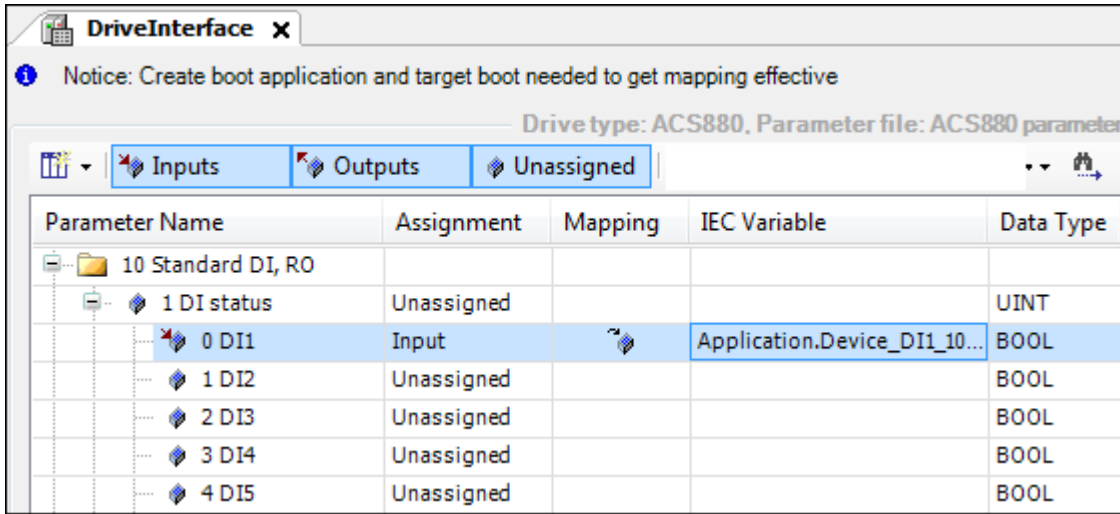 DriveInterface X
Notice: Create boot application and target boot needed to get mapping effective
Drive type: ACS880, Parameter file: ACS880 parameter
Inputs Outputs Unassigned
Parameter Name Assignment Mapping IEC Variable Data Type
10 Standard DI, RO
1 DI status Unassigned UINT
0 DI1 Input Application.Device_DI1_10... BOOL
1 DI2 Unassigned BOOL
2 DI3 Unassigned BOOL
3 DI4 Unassigned BOOL
4 DI5 Unassigned BOOL